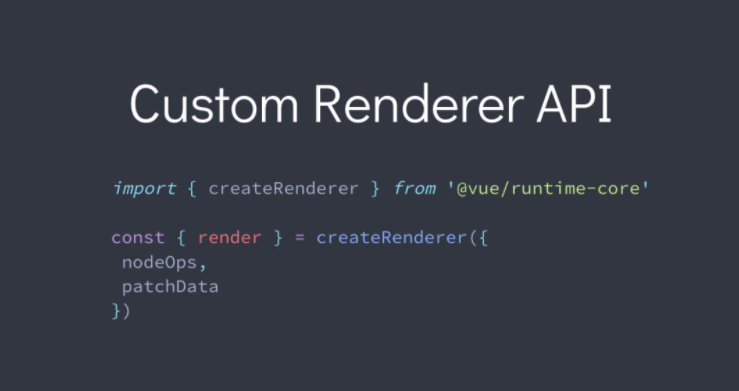 Custom Renderer API
import { createRenderer } from '@vue/runtime-core'
const { render } = createRenderer({
nodeOps,
patchData
})